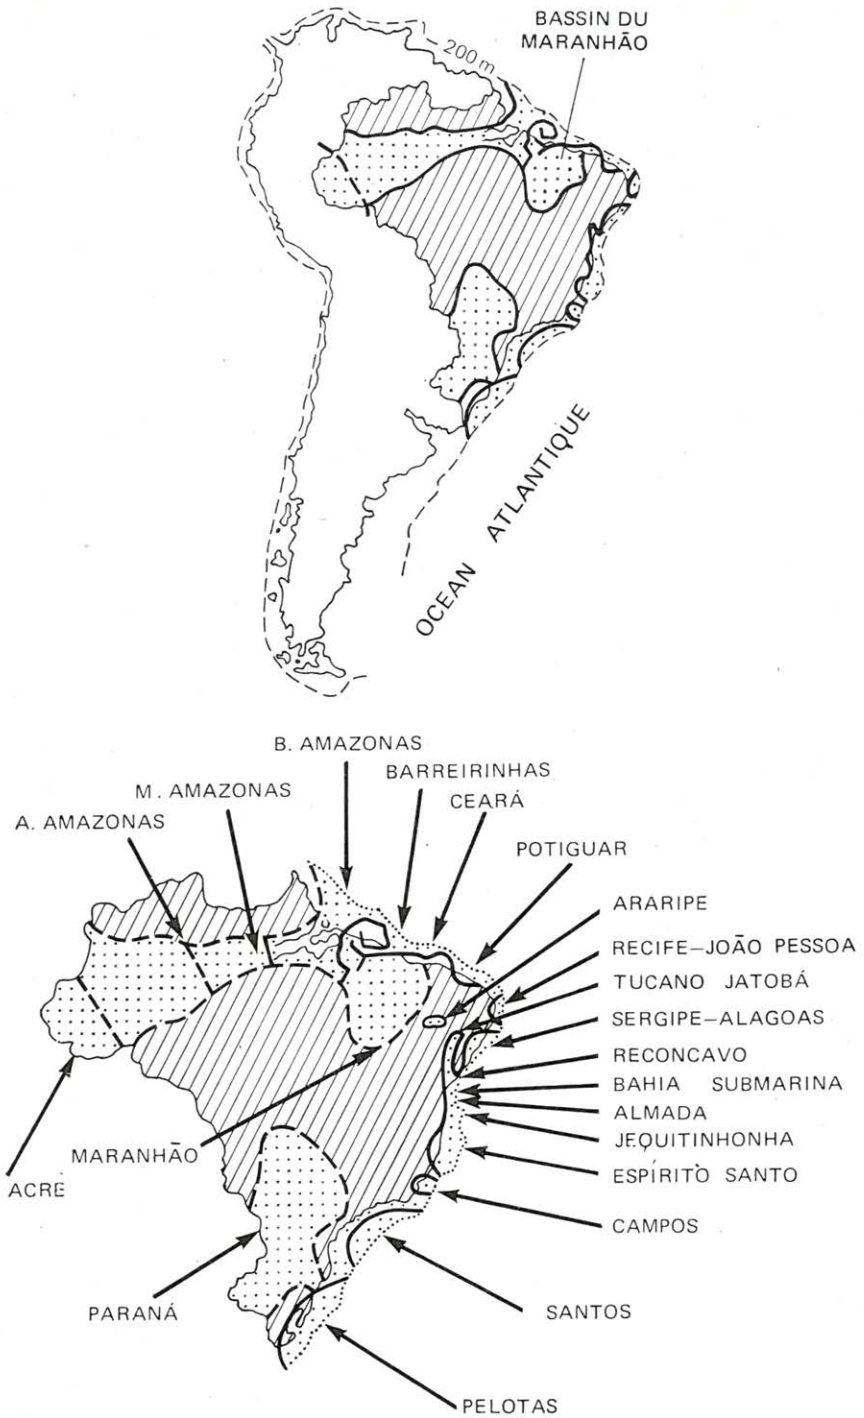 BASSIN DU
MARANHÃO
200 m
OCEAN ATLANTIQUE
B. AMAZONAS
BARREIRINHAS
M. AMAZONAS
CEARÁ
A. AMAZONAS
POTIGUAR
ARARIPE
RECIFE–JOÃO PESSOA
TUCANO JATOBÁ
SERGIPE–ALAGOAS
RECONCAVO
BAHIA SUBMARINA
ALMADA
JEQUITINHONHA
MARANHÃO
ESPÍRITO SANTO
ACRE
CAMPOS
PARANÁ
SANTOS
PELOTAS